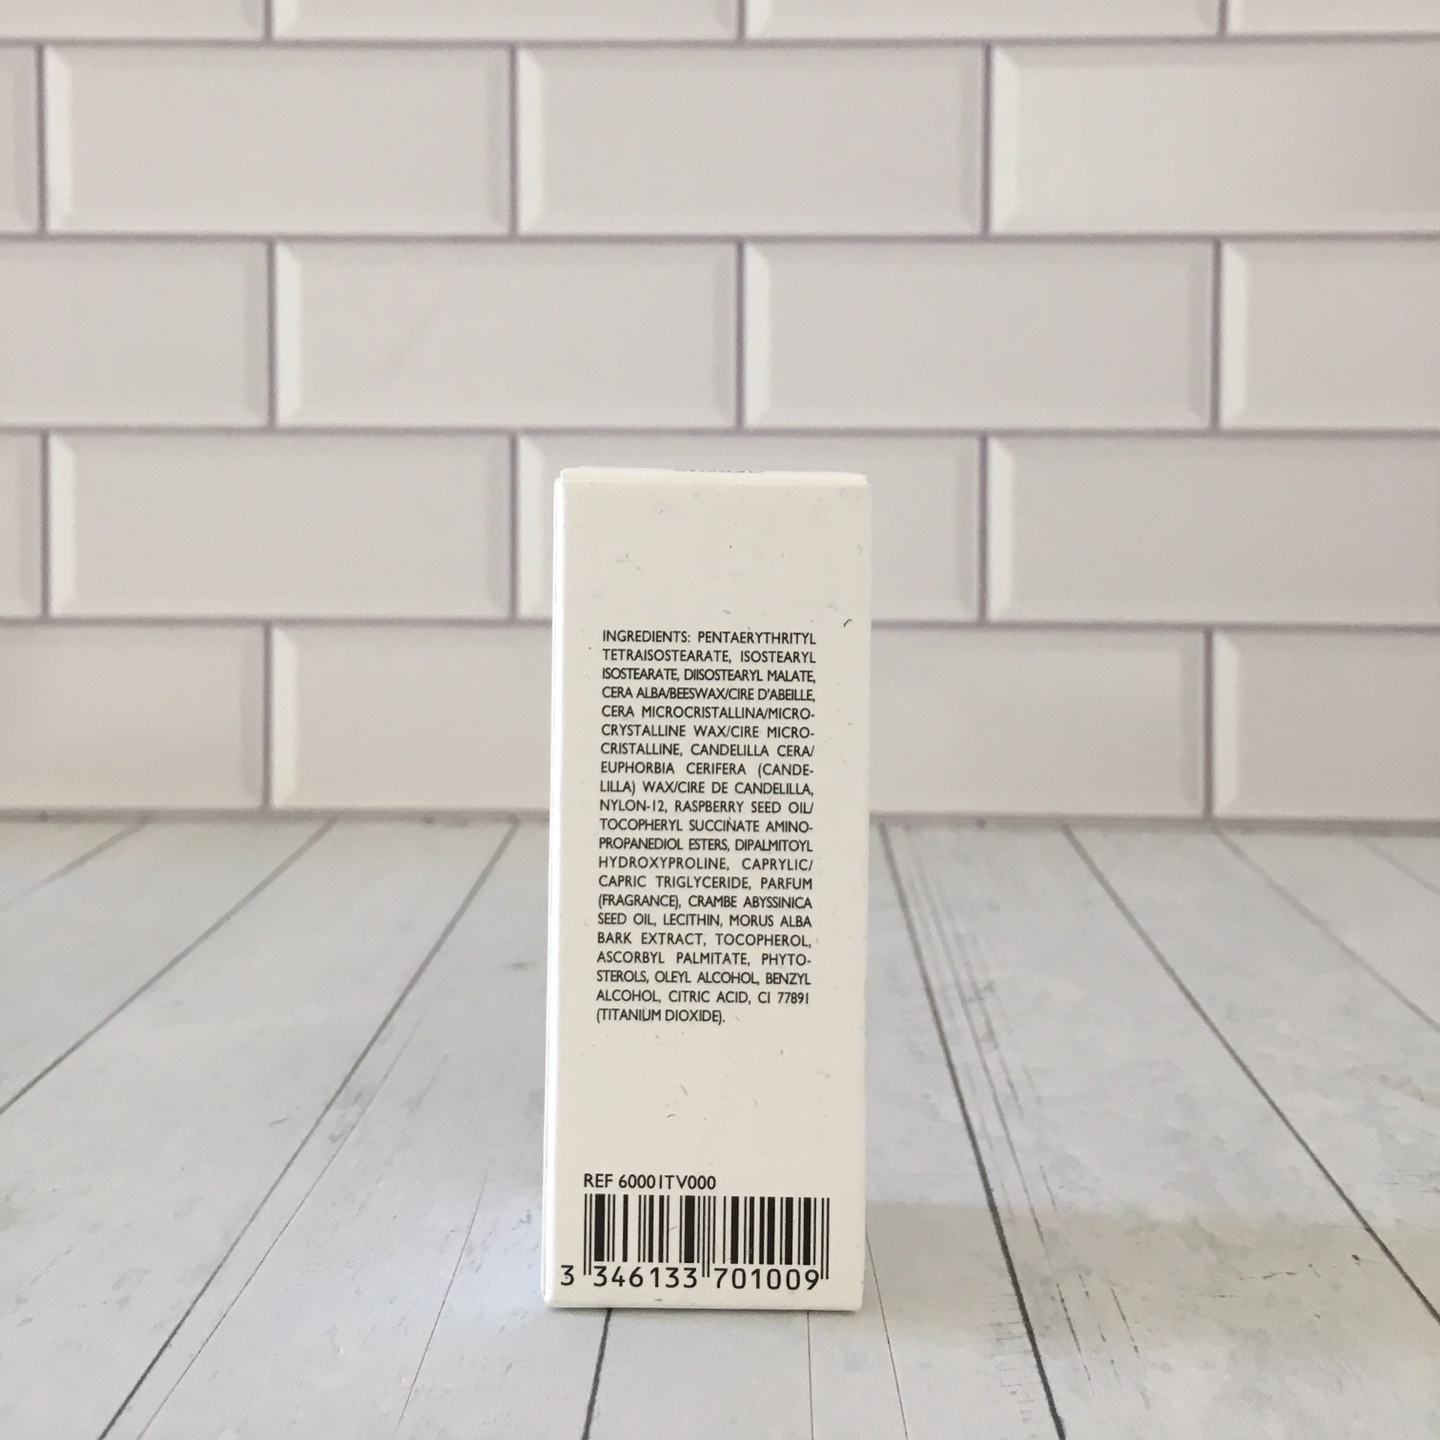 INGREDIENTS: PENTAERYTHRITYL
TETRAISOSTEARATE, ISOSTEARYL
ISOSTEARATE, DIISOSTEARYL MALATE,
CERA ALBA/BEESWAX/CIRE D'ABEILLE,
CERA MICROCRISTALLINA/MICRO-
CRYSTALLINE WAX/CIRE MICRO-
CRISTALLINE, CANDELILLA CERA/
EUPHORBIA CERIFERA (CANDE-
LILLA) WAX/CIRE DE CANDELILLA,
NYLON-12, RASPBERRY SEED OIL/
TOCOPHERYL SUCCINATE AMINO-
PROPANEDIOL ESTERS, DIPALMITOYL
HYDROXYPROLINE, CAPRYLIC/
CAPRIC TRIGLYCERIDE, PARFUM
(FRAGRANCE), CRAMBE ABYSSINICA
SEED OIL, LECITHIN, MORUS ALBA
BARK EXTRACT, TOCOPHEROL,
ASCORBYL PALMITATE, PHYTO-
STEROLS, OLEYL ALCOHOL, BENZYL
ALCOHOL, CITRIC ACID, CI 77891
(TITANIUM DIOXIDE).
REF 60001TV000
3 346133 701009